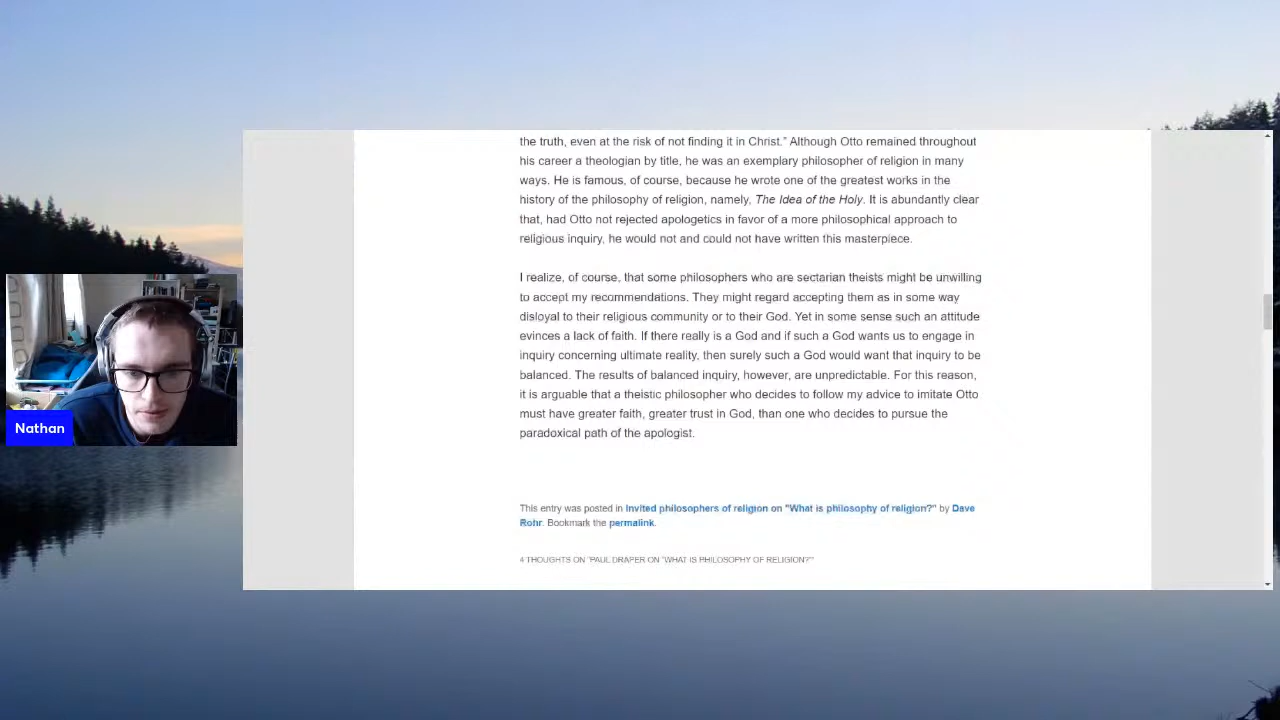 the truth, even at the risk of not finding it in Christ.” Although Otto remained throughout
his career a theologian by title, he was an exemplary philosopher of religion in many
ways. He is famous, of course, because he wrote one of the greatest works in the
history of the philosophy of religion, namely, The Idea of the Holy. It is abundantly clear
that, had Otto not rejected apologetics in favor of a more philosophical approach to
religious inquiry, he would not and could not have written this masterpiece.
I realize, of course, that some philosophers who are sectarian theists might be unwilling
to accept my recommendations. They might regard accepting them as in some way
disloyal to their religious community or to their God. Yet in some sense such an attitude
evinces a lack of faith. If there really is a God and if such a God wants us to engage in
inquiry concerning ultimate reality, then surely such a God would want that inquiry to be
balanced. The results of balanced inquiry, however, are unpredictable. For this reason,
it is arguable that a theistic philosopher who decides to follow my advice to imitate Otto
must have greater faith, greater trust in God, than one who decides to pursue the
paradoxical path of the apologist.
Nathan
This entry was posted in Invited philosophers of religion on "What is philosophy of religion?" by Dave
Rohr. Bookmark the permalink.
4 THOUGHTS ON “PAUL DRAPER ON “WHAT IS PHILOSOPHY OF RELIGION?””